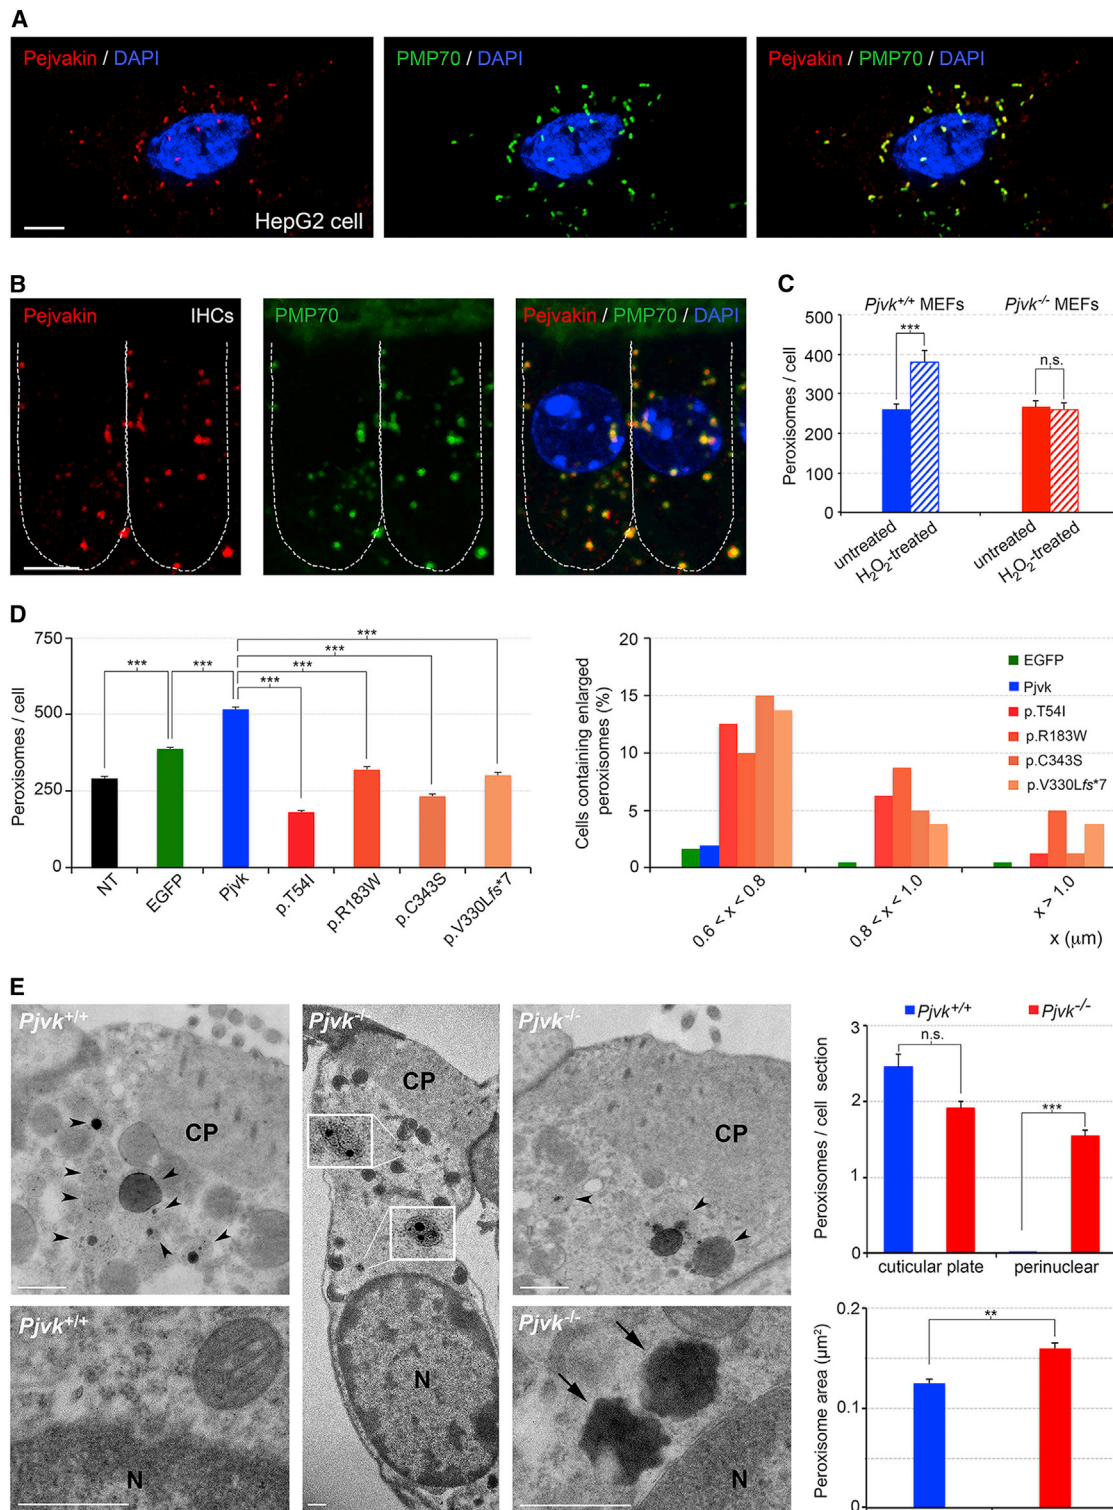 A
Pejvakin / DAPI
HepG2 cell
PMP70 / DAPI
Pejvakin / PMP70 / DAPI
B
Pejvakin
IHCs
PMP70
Pejvakin / PMP70 / DAPI
C
Pjvk+/+ MEFs
Pjvk-/- MEFs
Peroxisomes / cell
500
400
300
200
100
0
***
n.s.
untreated
H2O2-treated
untreated
H2O2-treated
D
Peroxisomes / cell
750
500
250
0
***
***
***
***
***
***
NT
EGFP
Pjvk
p.T54I
p.R183W
p.C343S
p.V330Lfs*7
Cells containing enlarged
peroxisomes (%)
20
15
10
5
0
EGFP
Pjvk
p.T54I
p.R183W
p.C343S
p.V330Lfs*7
0.6 < x < 0.8
0.8 < x < 1.0
x > 1.0
x (μm)
E
Pjvk+/+
CP
Pjvk-/-
CP
N
Pjvk-/-
CP
Pjvk+/+
N
Pjvk-/-
N
Pjvk+/+
Pjvk-/-
Peroxisomes / cell section
3
2
1
0
n.s.
***
cuticular plate
perinuclear
Peroxisome area (μm²)
0.2
0.1
0
**